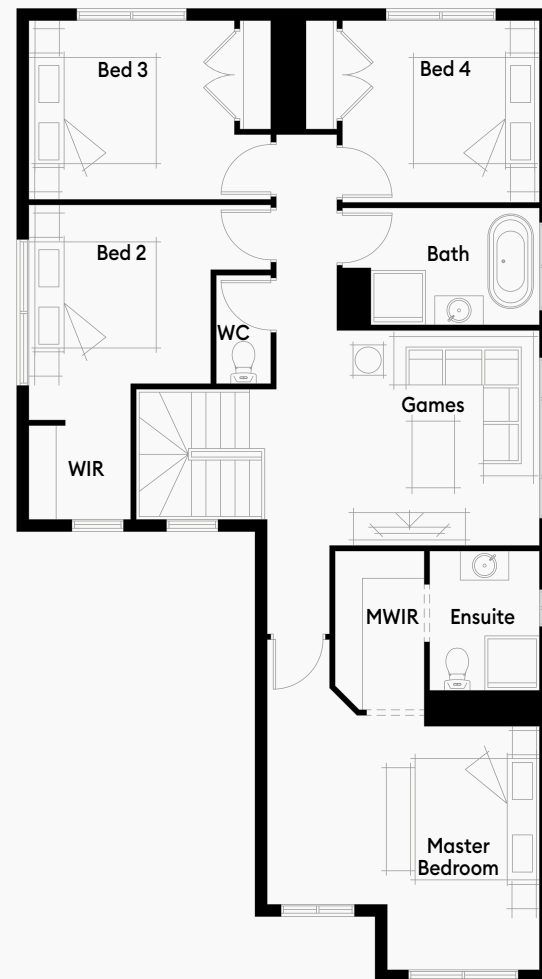 Bed 3
Bed 4
Bed 2
Bath
WC
Games
WIR
MWIR
Ensuite
Master
Bedroom